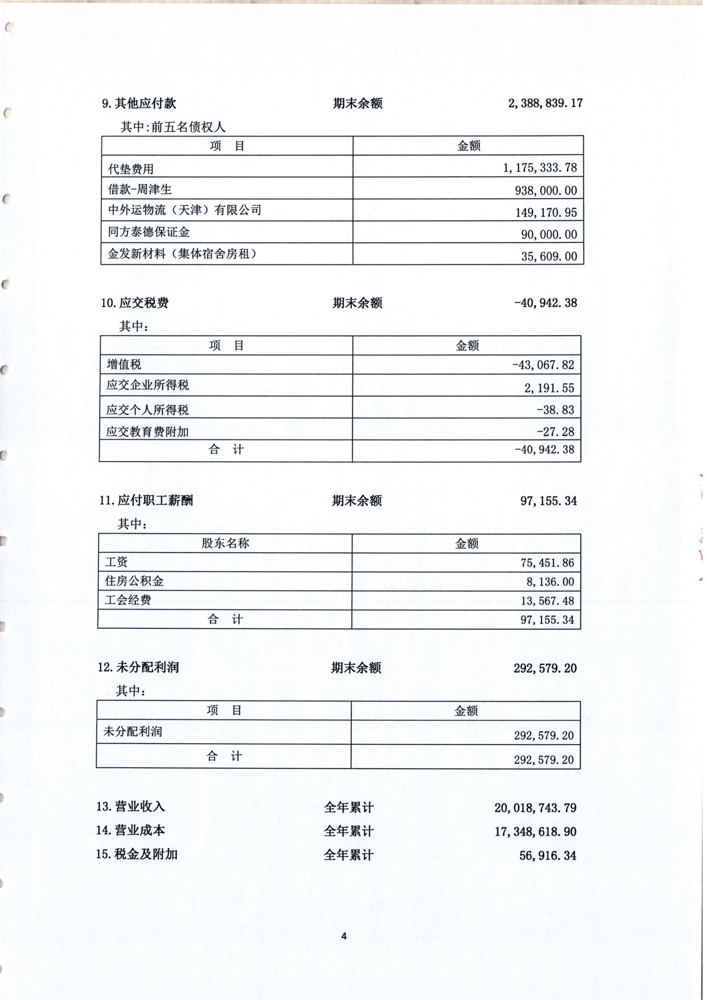 9. 其他应付款 期末余额 2,388,839.17
其中:前五名债权人
项 目 金额
代垫费用 1,175,333.78
借款-周津生 938,000.00
中外运物流（天津）有限公司 149,170.95
同方泰德保证金 90,000.00
金发新材料（集体宿舍房租） 35,609.00
10. 应交税费 期末余额 -40,942.38
其中：
项 目 金额
增值税 -43,067.82
应交企业所得税 2,191.55
应交个人所得税 -38.83
应交教育费附加 -27.28
合 计 -40,942.38
11. 应付职工薪酬 期末余额 97,155.34
其中：
股东名称 金额
工资 75,451.86
住房公积金 8,136.00
工会经费 13,567.48
合 计 97,155.34
12. 未分配利润 期末余额 292,579.20
其中：
项 目 金额
未分配利润 292,579.20
合 计 292,579.20
13. 营业收入 全年累计 20,018,743.79
14. 营业成本 全年累计 17,348,618.90
15. 税金及附加 全年累计 56,916.34
4